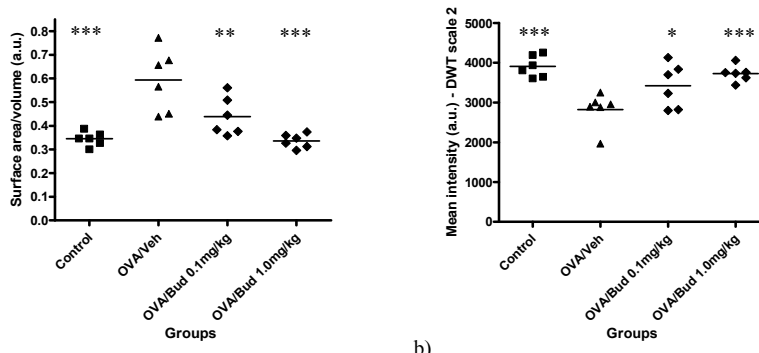 Surface area/volume (a.u.)
0.8
0.7
0.6
0.5
0.4
0.3
0.2
0.1
0.0
***
**
***
Control
OVA/Veh
OVA/Bud 0.1mg/kg
OVA/Bud 1.0mg/kg
Groups
b)
Mean intensity (a.u.) - DWT scale 2
5000
4000
3000
2000
1000
0
***
*
***
Control
OVA/Veh
OVA/Bud 0.1mg/kg
OVA/Bud 1.0mg/kg
Groups